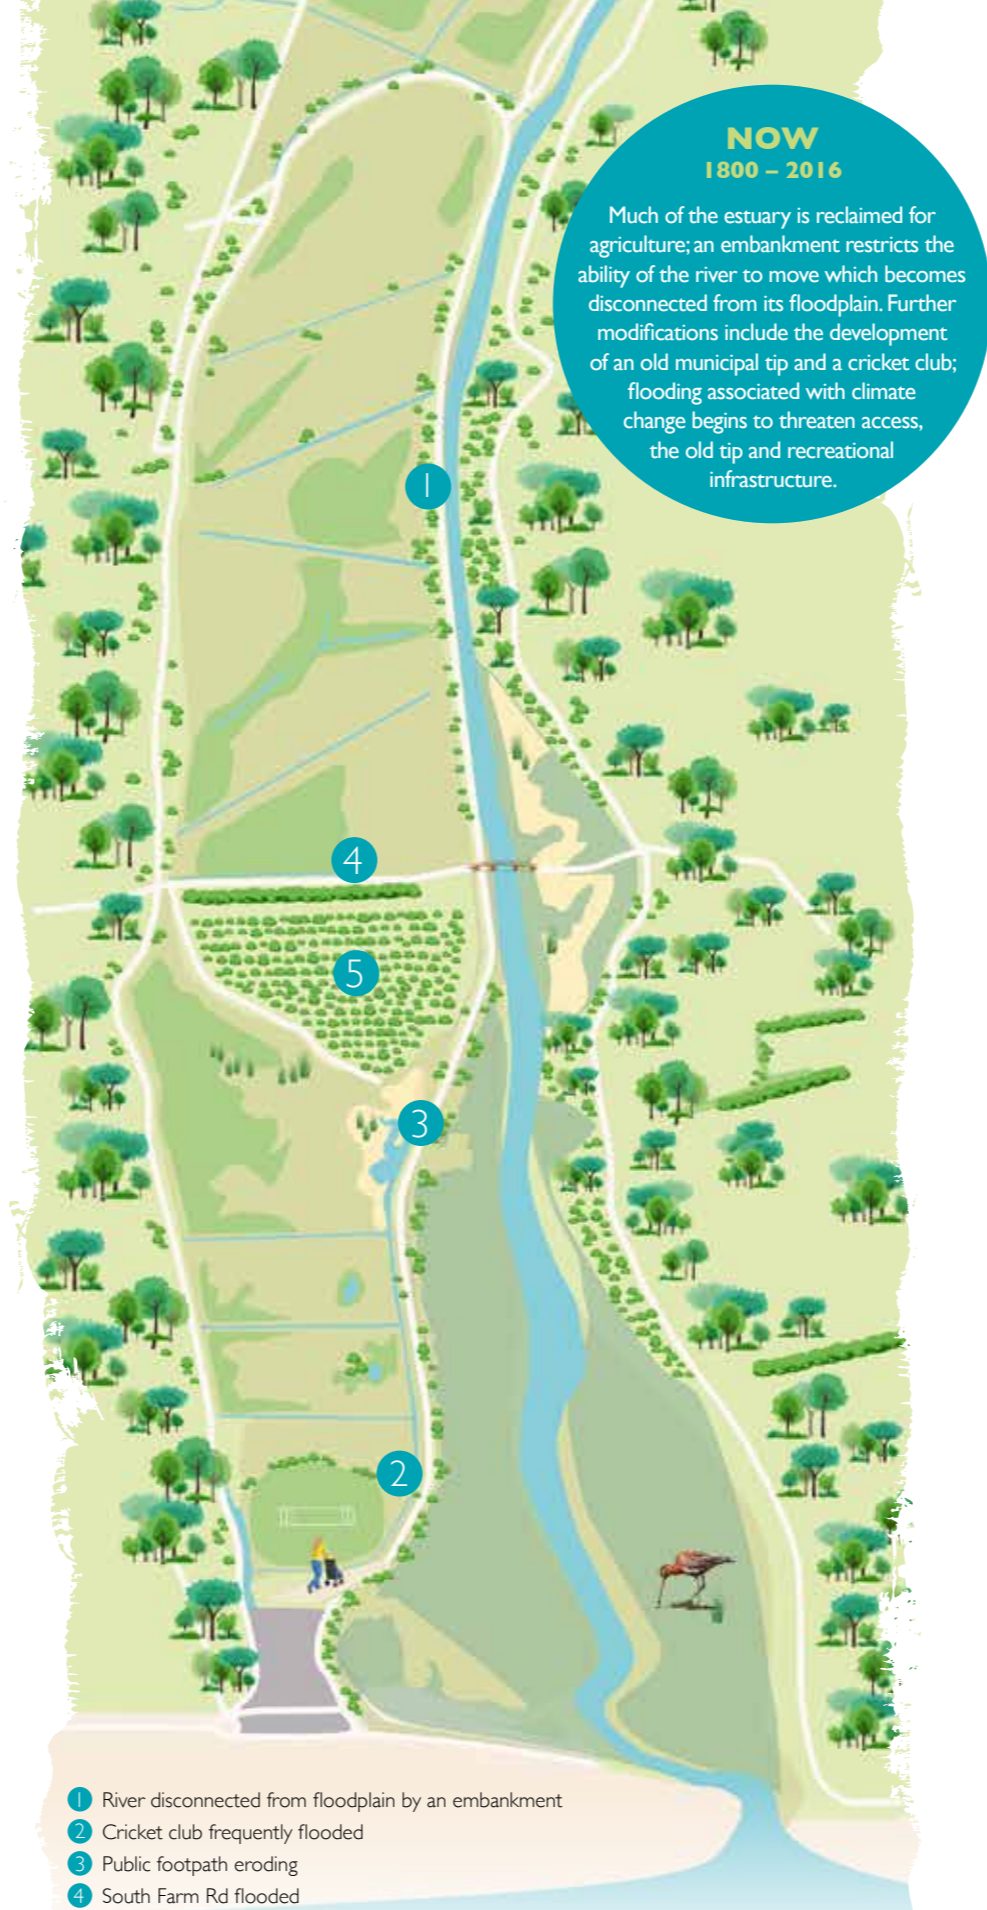 NOW
1800 – 2016
Much of the estuary is reclaimed for
agriculture; an embankment restricts the
ability of the river to move which becomes
disconnected from its floodplain. Further
modifications include the development
of an old municipal tip and a cricket club;
flooding associated with climate
change begins to threaten access,
the old tip and recreational
infrastructure.
1
4
5
3
2
1 River disconnected from floodplain by an embankment
2 Cricket club frequently flooded
3 Public footpath eroding
4 South Farm Rd flooded